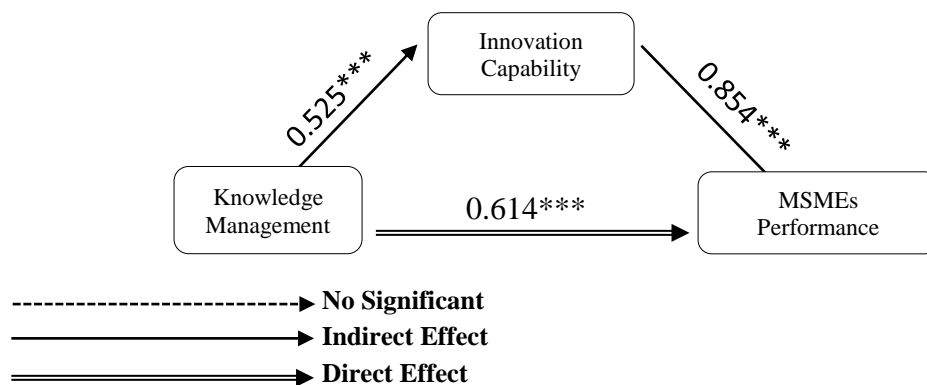 Innovation
Capability
0.525***
0.854***
Knowledge
Management
0.614***
MSMEs
Performance
No Significant
Indirect Effect
Direct Effect